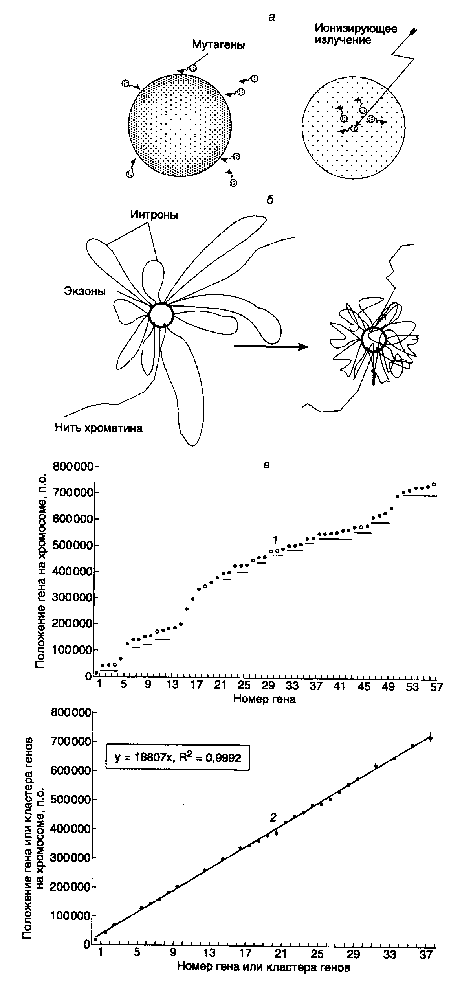 а
Ионизирующее
излучение
Мутагены
б
Интроны
Экзоны
Нить хроматина
в
Положение гена на хромосоме, п.о.
800000
700000
600000
500000
400000
300000
200000
100000
0
1
1 5 9 13 17 21 25 29 33 37 41 45 49 53 57
Номер гена
Положение гена или кластера генов
на хромосоме, п.о.
800000
700000
600000
500000
400000
300000
200000
100000
0
y = 18807x, R² = 0,9992
2
1 5 9 13 17 21 25 29 33 37
Номер гена или кластера генов